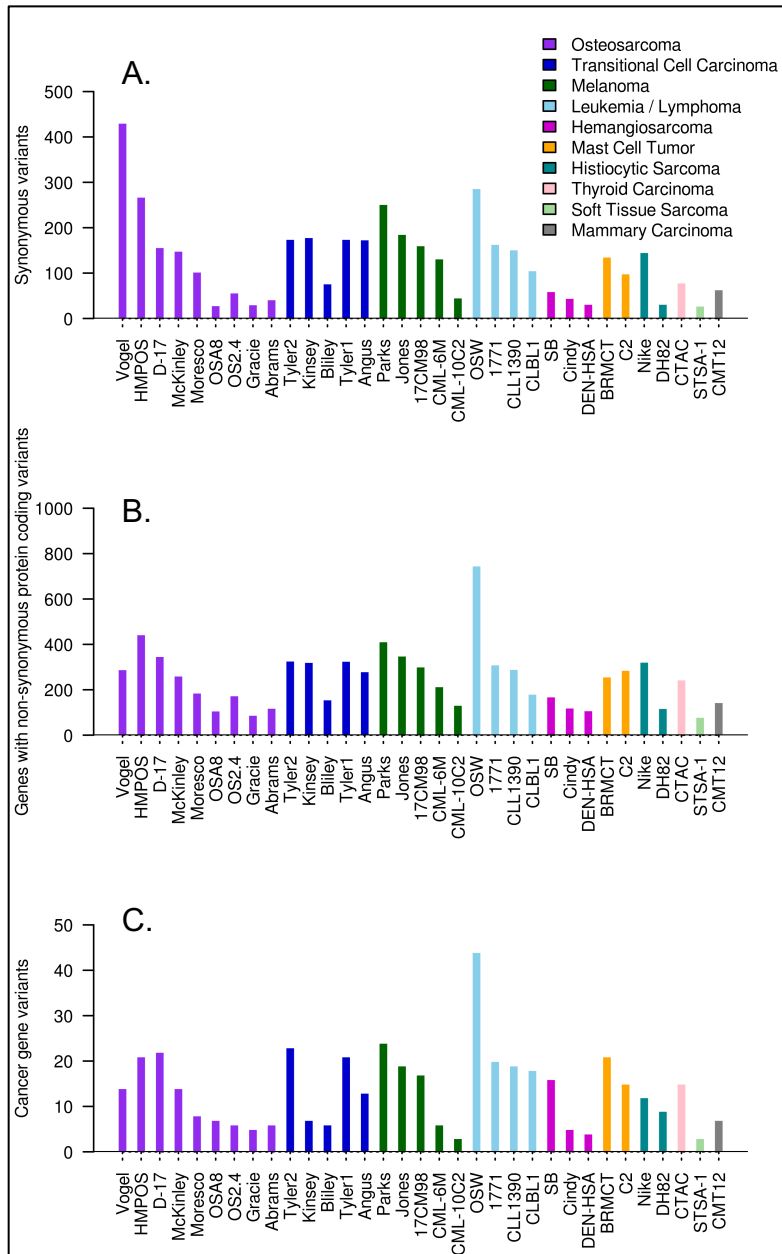 A.
Osteosarcoma
Transitional Cell Carcinoma
Melanoma
Leukemia / Lymphoma
Hemangiosarcoma
Mast Cell Tumor
Histiocytic Sarcoma
Thyroid Carcinoma
Soft Tissue Sarcoma
Mammary Carcinoma
Synonymous variants
500
400
300
200
100
0
Vogel
HMPOS
D-17
McKinley
Moresco
OSA8
OS2.4
Gracie
Abrams
Tyler2
Kinsey
Bliley
Tyler1
Angus
Parks
Jones
17CM98
CML-6M
CML-10C2
OSW
1771
CLL1390
CLBL1
SB
Cindy
DEN-HSA
BRMCT
C2
Nike
DH82
CTAC
STSA-1
CMT12
B.
Genes with non-synonymous protein coding variants
1000
800
600
400
200
0
Vogel
HMPOS
D-17
McKinley
Moresco
OSA8
OS2.4
Gracie
Abrams
Tyler2
Kinsey
Bliley
Tyler1
Angus
Parks
Jones
17CM98
CML-6M
CML-10C2
OSW
1771
CLL1390
CLBL1
SB
Cindy
DEN-HSA
BRMCT
C2
Nike
DH82
CTAC
STSA-1
CMT12
C.
Cancer gene variants
50
40
30
20
10
0
Vogel
HMPOS
D-17
McKinley
Moresco
OSA8
OS2.4
Gracie
Abrams
Tyler2
Kinsey
Bliley
Tyler1
Angus
Parks
Jones
17CM98
CML-6M
CML-10C2
OSW
1771
CLL1390
CLBL1
SB
Cindy
DEN-HSA
BRMCT
C2
Nike
DH82
CTAC
STSA-1
CMT12